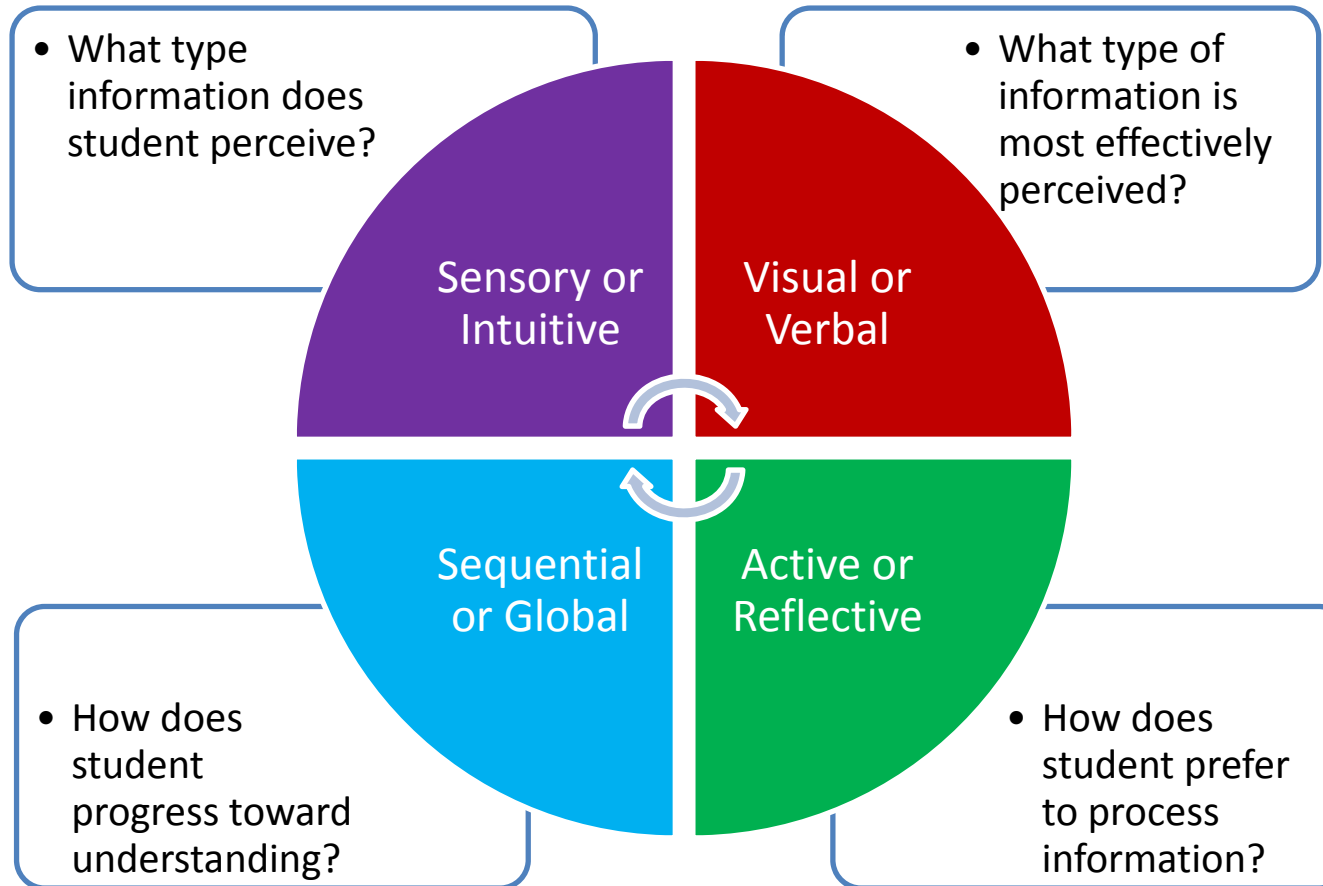 • What type
information does
student perceive?
• What type of
information is
most effectively
perceived?
Sensory or
Intuitive
Visual or
Verbal
Sequential
or Global
Active or
Reflective
• How does
student
progress toward
understanding?
• How does
student prefer
to process
information?